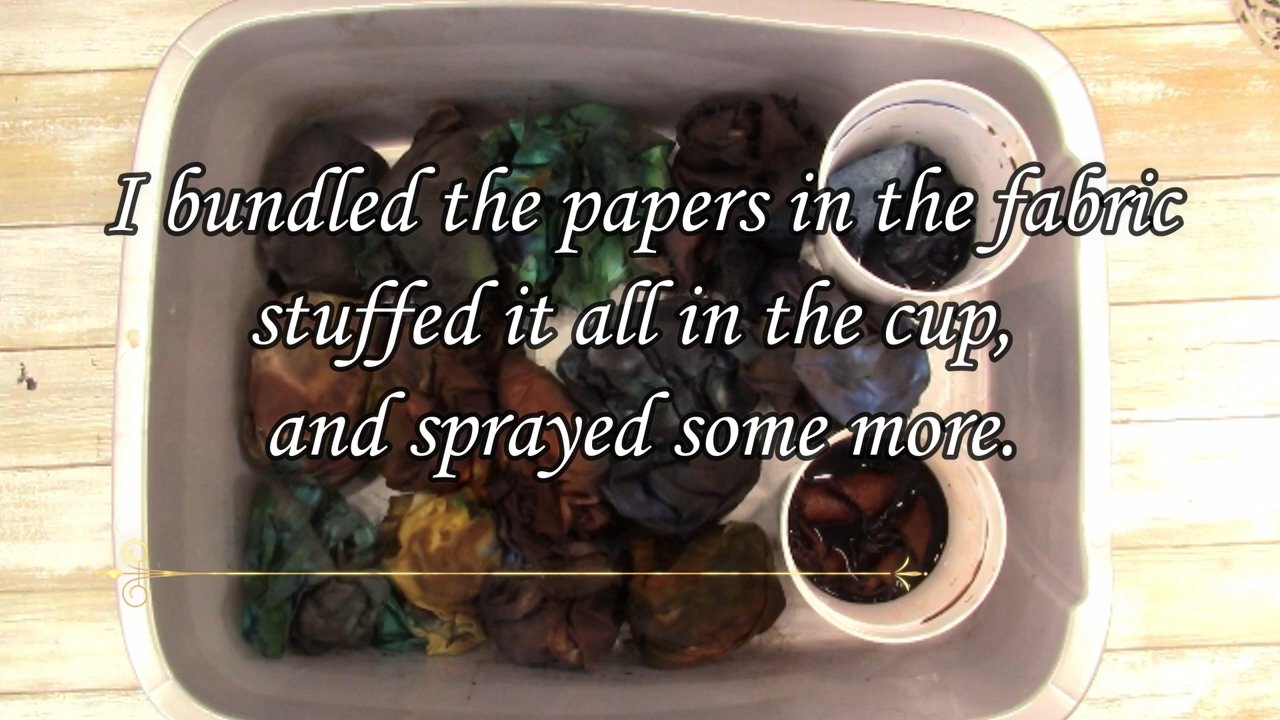 I bundled the papers in the fabric
stuffed it all in the cup,
and sprayed some more.